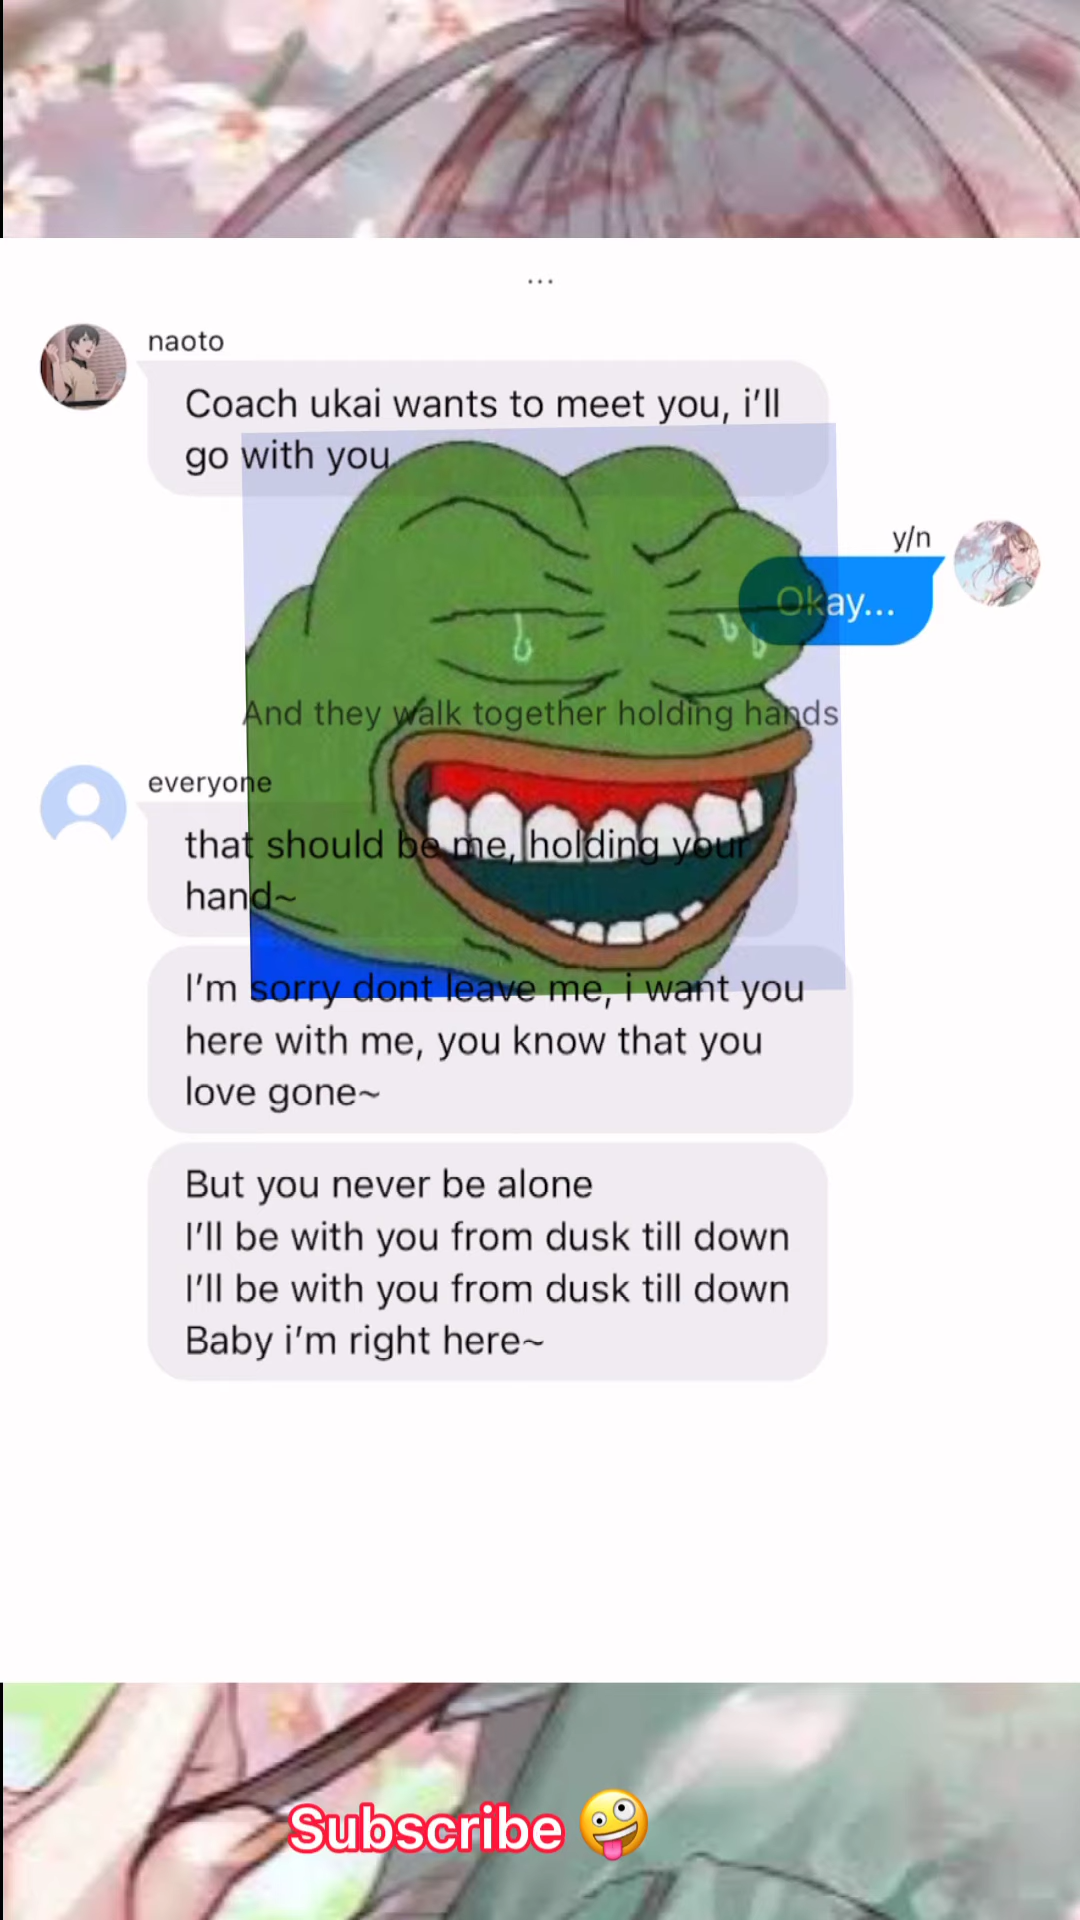 ...
naoto
Coach ukai wants to meet you, i’ll
go with you
y/n
Okay...
And they walk together holding hands
everyone
that should be me, holding your
hand~
I’m sorry dont leave me, i want you
here with me, you know that you
love gone~
But you never be alone
I’ll be with you from dusk till down
I’ll be with you from dusk till down
Baby i’m right here~
Subscribe 🤪